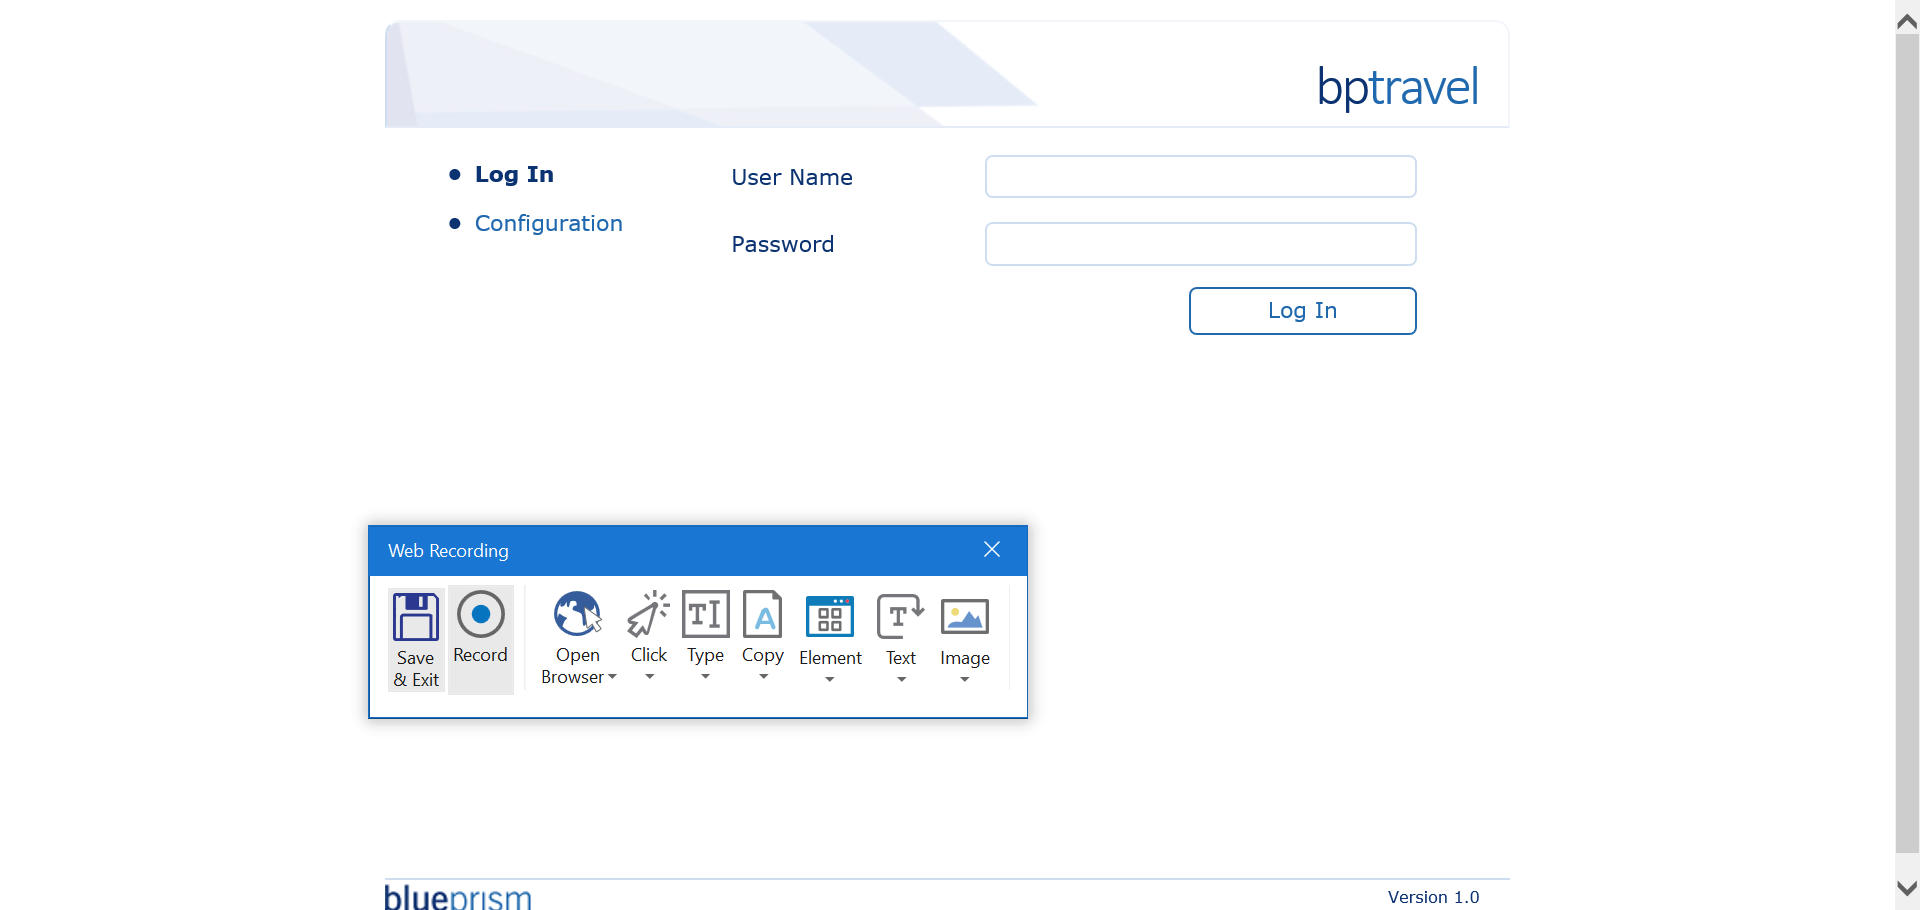 bptravel
Log In
Configuration
User Name
Password
Log In
Web Recording
Save
& Exit
Record
Open
Browser
Click
Type
Copy
Element
Text
Image
blueprism
Version 1.0